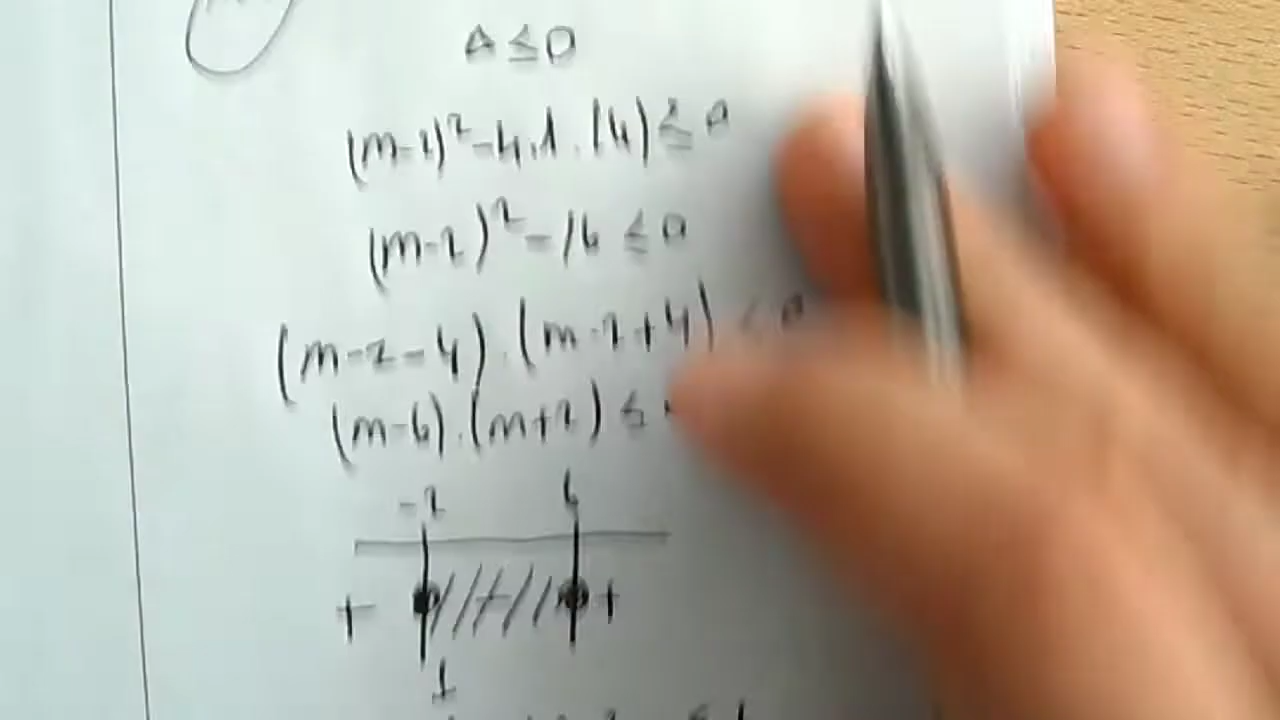 Δ ≤ 0
(m-2)² - 4.1.(4) ≤ 0
(m-2)² - 16 ≤ 0
(m-2-4).(m-2+4) ≤ 0
(m-6).(m+2) ≤
-2 6
+ - +